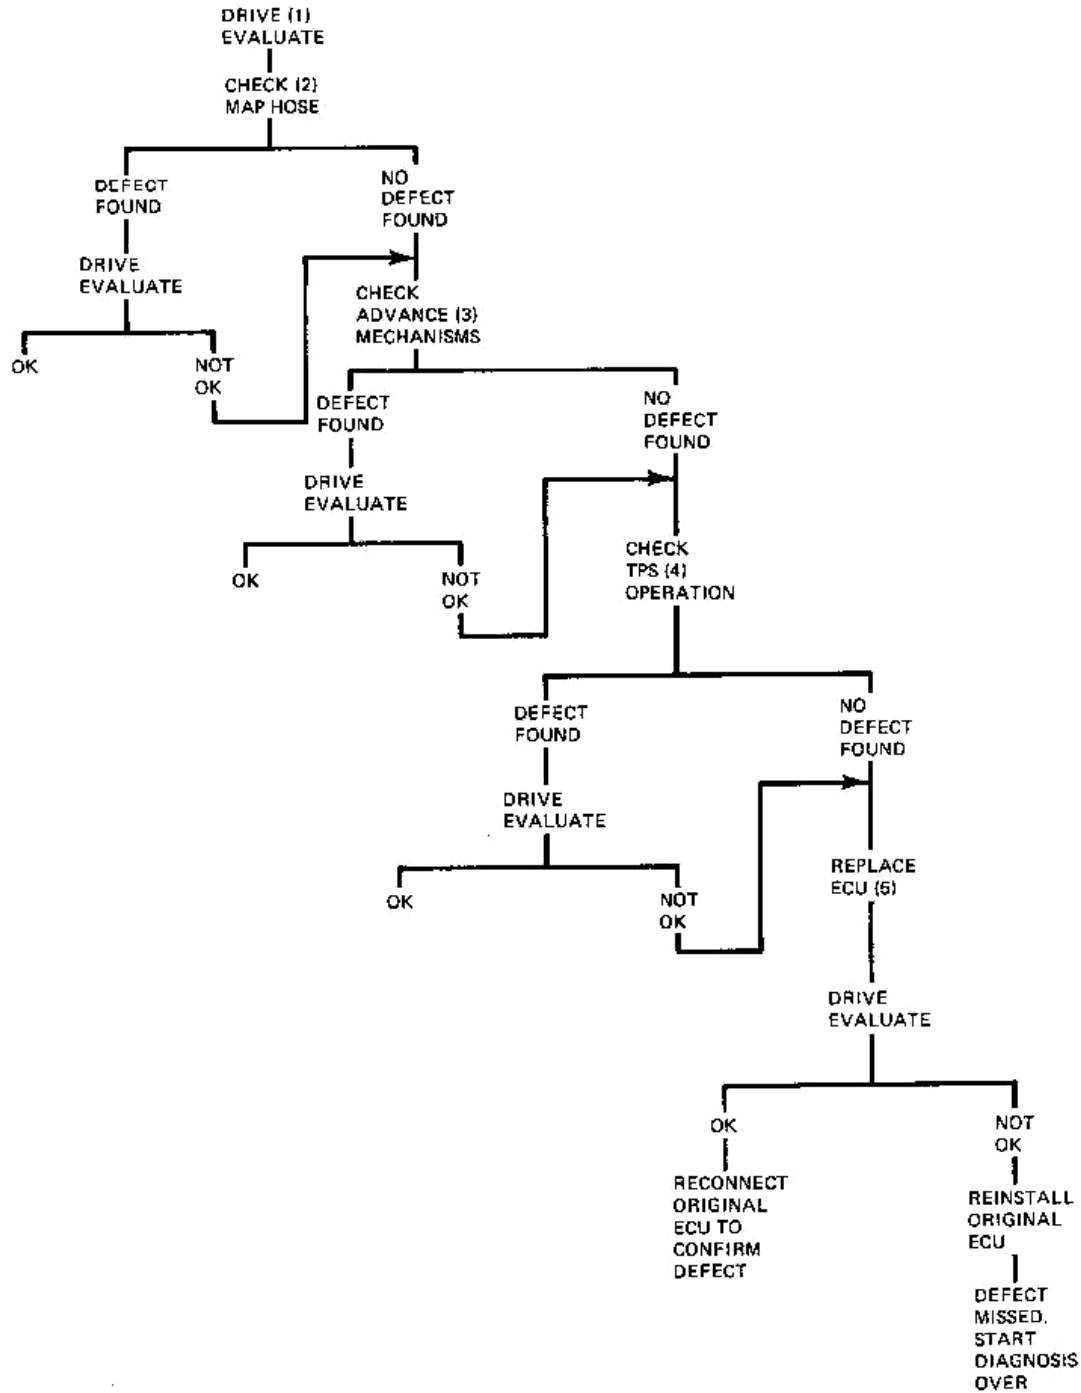 DRIVE (1)
EVALUATE
CHECK (2)
MAP HOSE
DEFECT
FOUND
NO
DEFECT
FOUND
DRIVE
EVALUATE
OK
NOT
OK
CHECK
ADVANCE (3)
MECHANISMS
DEFECT
FOUND
NO
DEFECT
FOUND
DRIVE
EVALUATE
OK
NOT
OK
CHECK
TPS (4)
OPERATION
DEFECT
FOUND
NO
DEFECT
FOUND
DRIVE
EVALUATE
OK
NOT
OK
REPLACE
ECU (5)
DRIVE
EVALUATE
OK
NOT
OK
RECONNECT
ORIGINAL
ECU TO
CONFIRM
DEFECT
REINSTALL
ORIGINAL
ECU
DEFECT
MISSED,
START
DIAGNOSIS
OVER